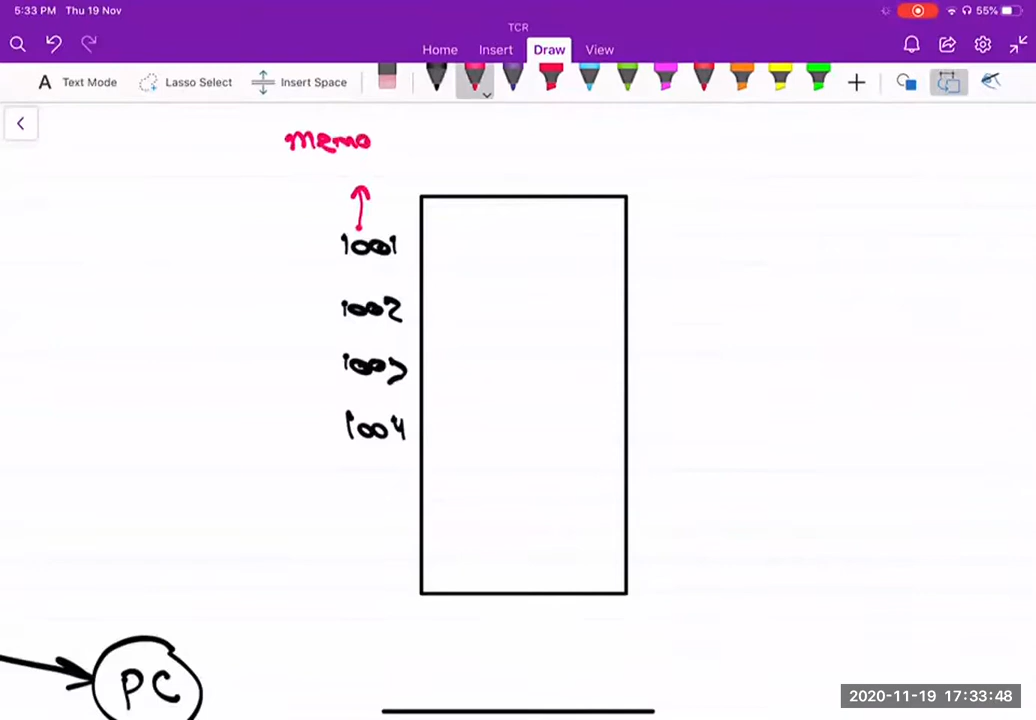 5:33 PM Thu 19 Nov
55%
TCR
Home Insert Draw View
A Text Mode Lasso Select Insert Space
memo
1001
1002
1003
1004
PC
2020-11-19 17:33:48